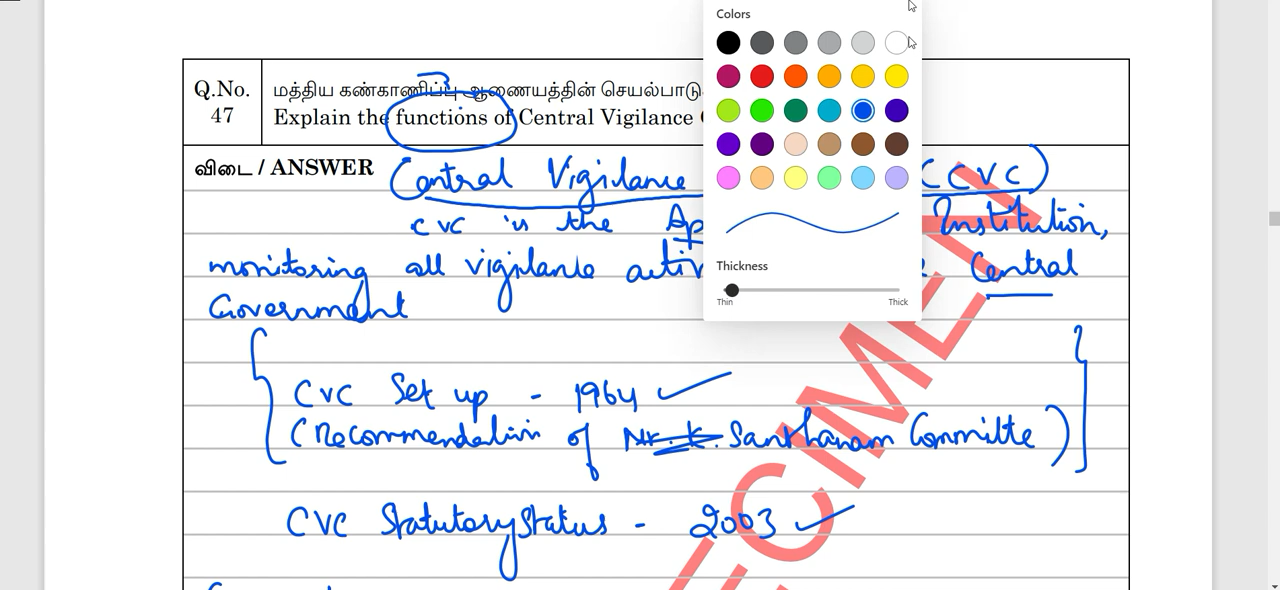 Colors
Q.No.
47
மத்திய கண்காணிப்பு ஆணையத்தின் செயல்பாடு
Explain the functions of Central Vigilance
விடை / ANSWER
Central Vigilance CVC)
CVC is the Ap Institution,
monitoring all vigilance activ Central
Government
Thickness
Thin Thick
CVC Set up - 1964
(Recommendation of Santhanam Committe)
CVC Statutory Status - 2003
ECIMEN